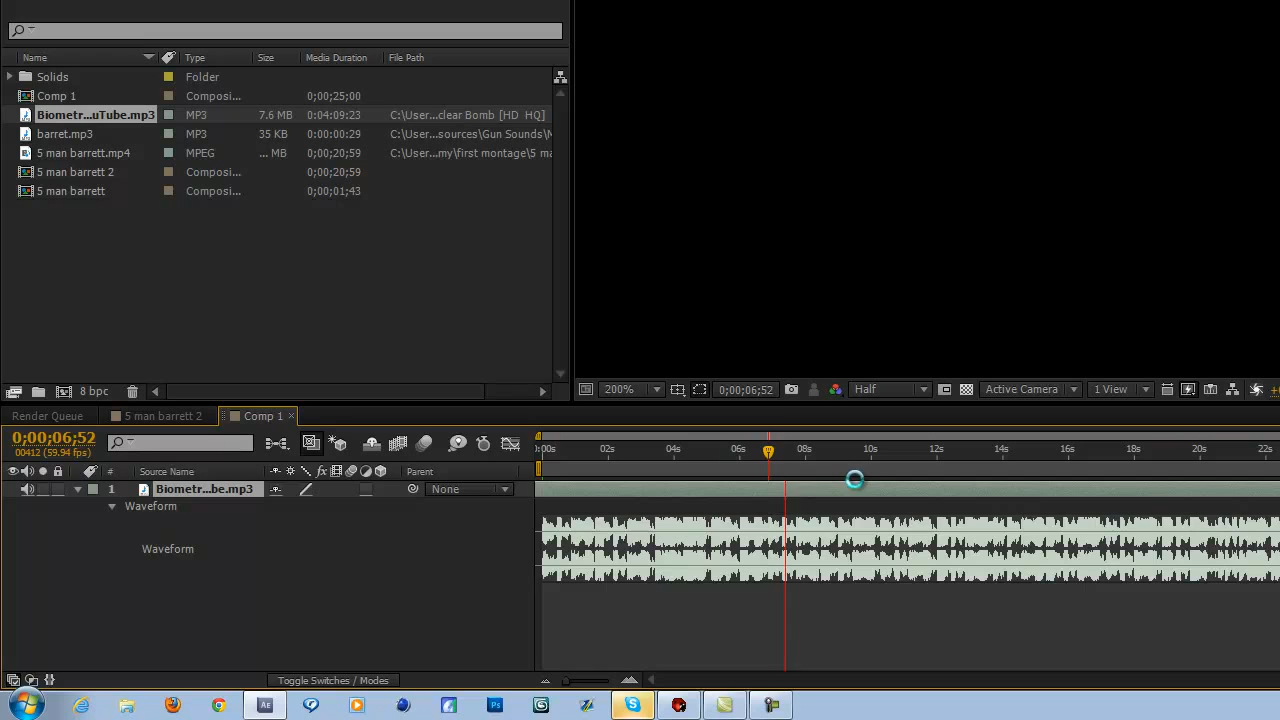 Name Type Size Media Duration File Path
Solids Folder
Comp 1 Composi... 0;00;25;00
Biometr...uTube.mp3 MP3 7.6 MB 0:04:09:23 C:\User...clear Bomb [HD HQ]
barret.mp3 MP3 35 KB 0:00:00:29 C:\User...sources\Gun Sounds\M
5 man barrett.mp4 MPEG ... MB 0;00;20;59 C:\User...my\first montage\5 ma
5 man barrett 2 Composi... 0;00;20;59
5 man barrett Composi... 0;00;01;43
8 bpc
200% 0;00;06;52 Half Active Camera 1 View
Render Queue 5 man barrett 2 Comp 1
0;00;06;52
00412 (59.94 fps)
0:00s 02s 04s 06s 08s 10s 12s 14s 16s 18s 20s 22s
# Source Name fx Parent
1 Biometr...be.mp3 None
Waveform
Waveform
Toggle Switches / Modes
Ae Ps